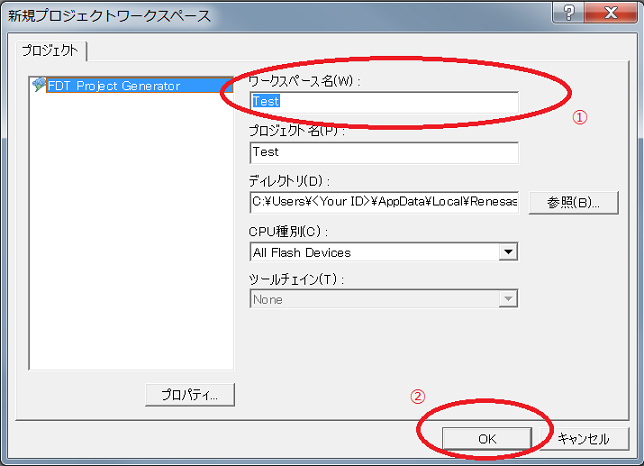 新規プロジェクトワークスペース
プロジェクト
FDT Project Generator
ワークスペース名(W) :
Test
①
プロジェクト名(P) :
Test
ディレクトリ(D) :
C:¥Users¥<Your ID>¥AppData¥Local¥Renesas
参照(B)...
CPU種別(C) :
All Flash Devices
ツールチェイン(T) :
None
プロパティ...
②
OK
キャンセル